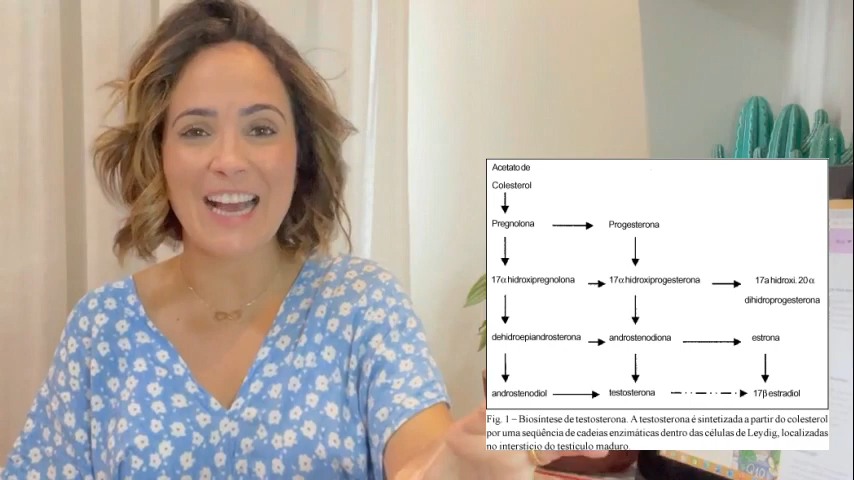 Acetato de
Colesterol
Pregnolona Progesterona
17α hidroxipregnolona 17α hidroxiprogesterona 17a hidroxi. 20 α
dihidroprogesterona
dehidroepiandrosterona androstenodiona estrona
androstenodiol testosterona 17β estradiol
Fig. 1 – Biosíntese de testosterona. A testosterona é sintetizada a partir do colesterol
por uma seqüência de cadeias enzimáticas dentro das células de Leydig, localizadas
no interstício do testículo maduro